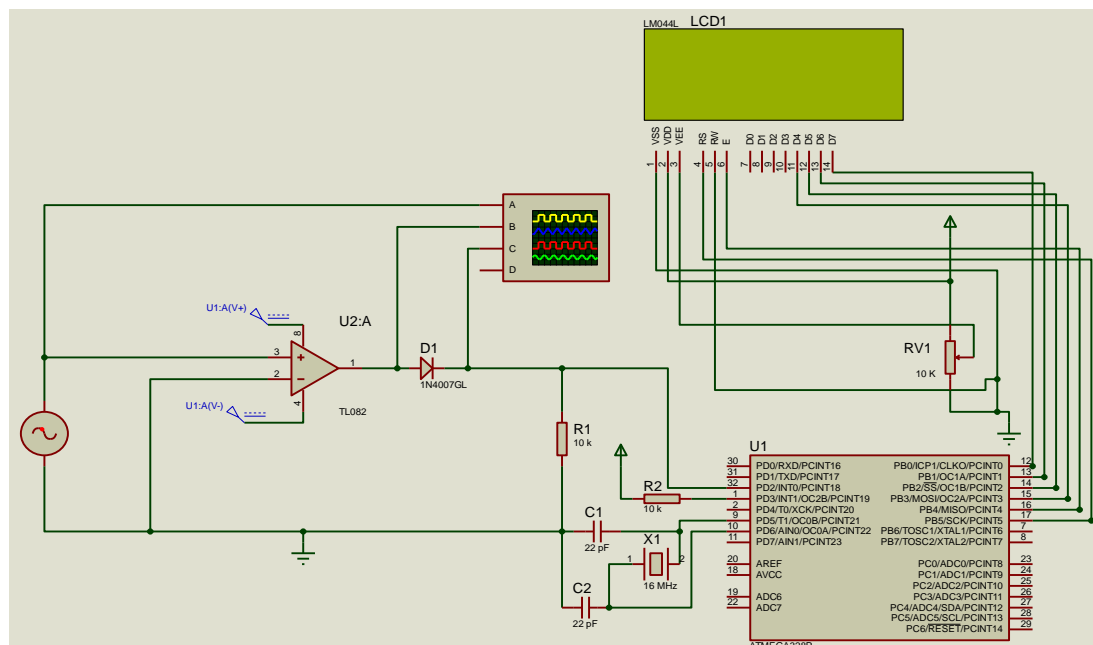 LM044L LCD1
VSS VDD VEE RS RW E D0 D1 D2 D3 D4 D5 D6 D7
1 2 3 4 5 6 7 8 9 10 11 12 13 14
A
B
C
D
U1:A(V+)
U2:A
8
3 + 1
2 -
4
U1:A(V-)
TL082
D1
1N4007GL
RV1
10 K
R1
10 k
R2
10 k
C1
22 pF
X1
1 2
16 MHz
C2
22 pF
U1
30 PD0/RXD/PCINT16 PB0/ICP1/CLKO/PCINT0 12
31 PD1/TXD/PCINT17 PB1/OC1A/PCINT1 13
32 PD2/INT0/PCINT18 PB2/SS/OC1B/PCINT2 14
1 PD3/INT1/OC2B/PCINT19 PB3/MOSI/OC2A/PCINT3 15
2 PD4/T0/XCK/PCINT20 PB4/MISO/PCINT4 16
9 PD5/T1/OC0B/PCINT21 PB5/SCK/PCINT5 17
10 PD6/AIN0/OC0A/PCINT22 PB6/TOSC1/XTAL1/PCINT6 7
11 PD7/AIN1/PCINT23 PB7/TOSC2/XTAL2/PCINT7 8
20 AREF PC0/ADC0/PCINT8 23
18 AVCC PC1/ADC1/PCINT9 24
PC2/ADC2/PCINT10 25
19 ADC6 PC3/ADC3/PCINT11 26
22 ADC7 PC4/ADC4/SDA/PCINT12 27
PC5/ADC5/SCL/PCINT13 28
PC6/RESET/PCINT14 29